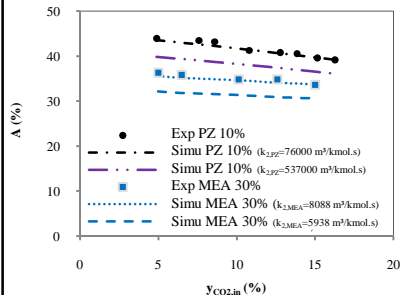 50
40
30
20
10
0
A (%)
Exp PZ 10%
Simu PZ 10% (k2,PZ=76000 m³/kmol.s)
Simu PZ 10% (k2,PZ=537000 m³/kmol.s)
Exp MEA 30%
Simu MEA 30% (k2,MEA=8088 m³/kmol.s)
Simu MEA 30% (k2,MEA=5938 m³/kmol.s)
0 5 10 15 20
yCO2,in (%)